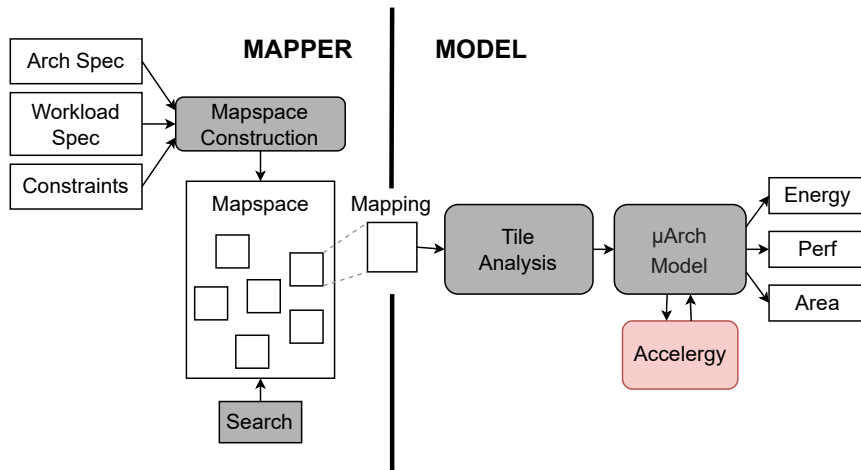 MAPPER
MODEL
Arch Spec
Workload
Spec
Constraints
Mapspace
Construction
Mapspace
Search
Mapping
Tile
Analysis
µArch
Model
Accelergy
Energy
Perf
Area